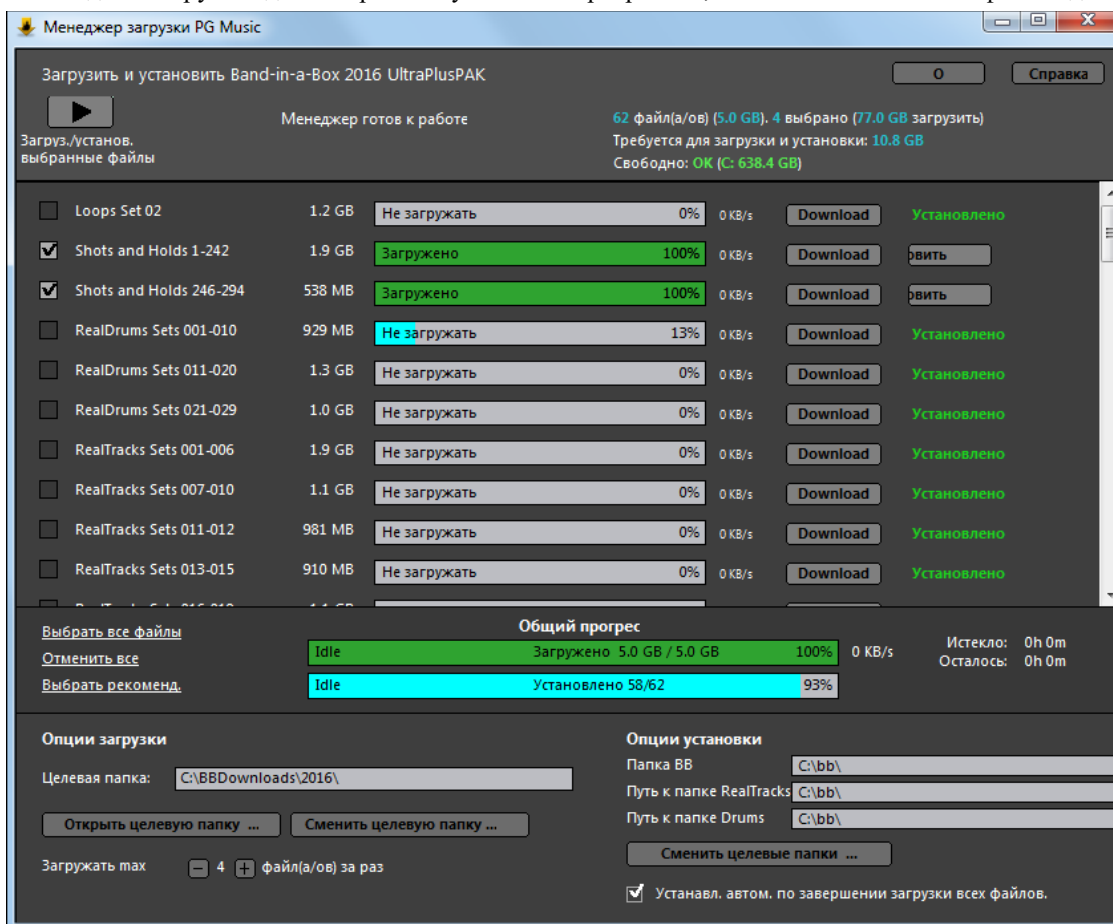 Менеджер загрузки PG Music
Загрузить и установить Band-in-a-Box 2016 UltraPlusPAK
О
Справка
Загруз./установ.
выбранные файлы
Менеджер готов к работе
62 файл(а/ов) (5.0 GB). 4 выбрано (77.0 GB загрузить)
Требуется для загрузки и установки: 10.8 GB
Свободно: OK (C: 638.4 GB)
Loops Set 02 1.2 GB Не загружать 0% 0 KB/s Download Установлено
Shots and Holds 1-242 1.9 GB Загружено 100% 0 KB/s Download овить
Shots and Holds 246-294 538 MB Загружено 100% 0 KB/s Download овить
RealDrums Sets 001-010 929 MB Не загружать 13% 0 KB/s Download Установлено
RealDrums Sets 011-020 1.3 GB Не загружать 0% 0 KB/s Download Установлено
RealDrums Sets 021-029 1.0 GB Не загружать 0% 0 KB/s Download Установлено
RealTracks Sets 001-006 1.9 GB Не загружать 0% 0 KB/s Download Установлено
RealTracks Sets 007-010 1.1 GB Не загружать 0% 0 KB/s Download Установлено
RealTracks Sets 011-012 981 MB Не загружать 0% 0 KB/s Download Установлено
RealTracks Sets 013-015 910 MB Не загружать 0% 0 KB/s Download Установлено
Выбрать все файлы
Отменить все
Выбрать рекоменд.
Общий прогрес
Idle Загружено 5.0 GB / 5.0 GB 100% 0 KB/s
Idle Установлено 58/62 93%
Истекло: 0h 0m
Осталось: 0h 0m
Опции загрузки
Целевая папка: C:\BBDownloads\2016\
Открыть целевую папку ...
Сменить целевую папку ...
Загружать max − 4 + файл(а/ов) за раз
Опции установки
Папка BB C:\bb\
Путь к папке RealTracks C:\bb\
Путь к папке Drums C:\bb\
Сменить целевые папки ...
Устанавл. автом. по завершении загрузки всех файлов.